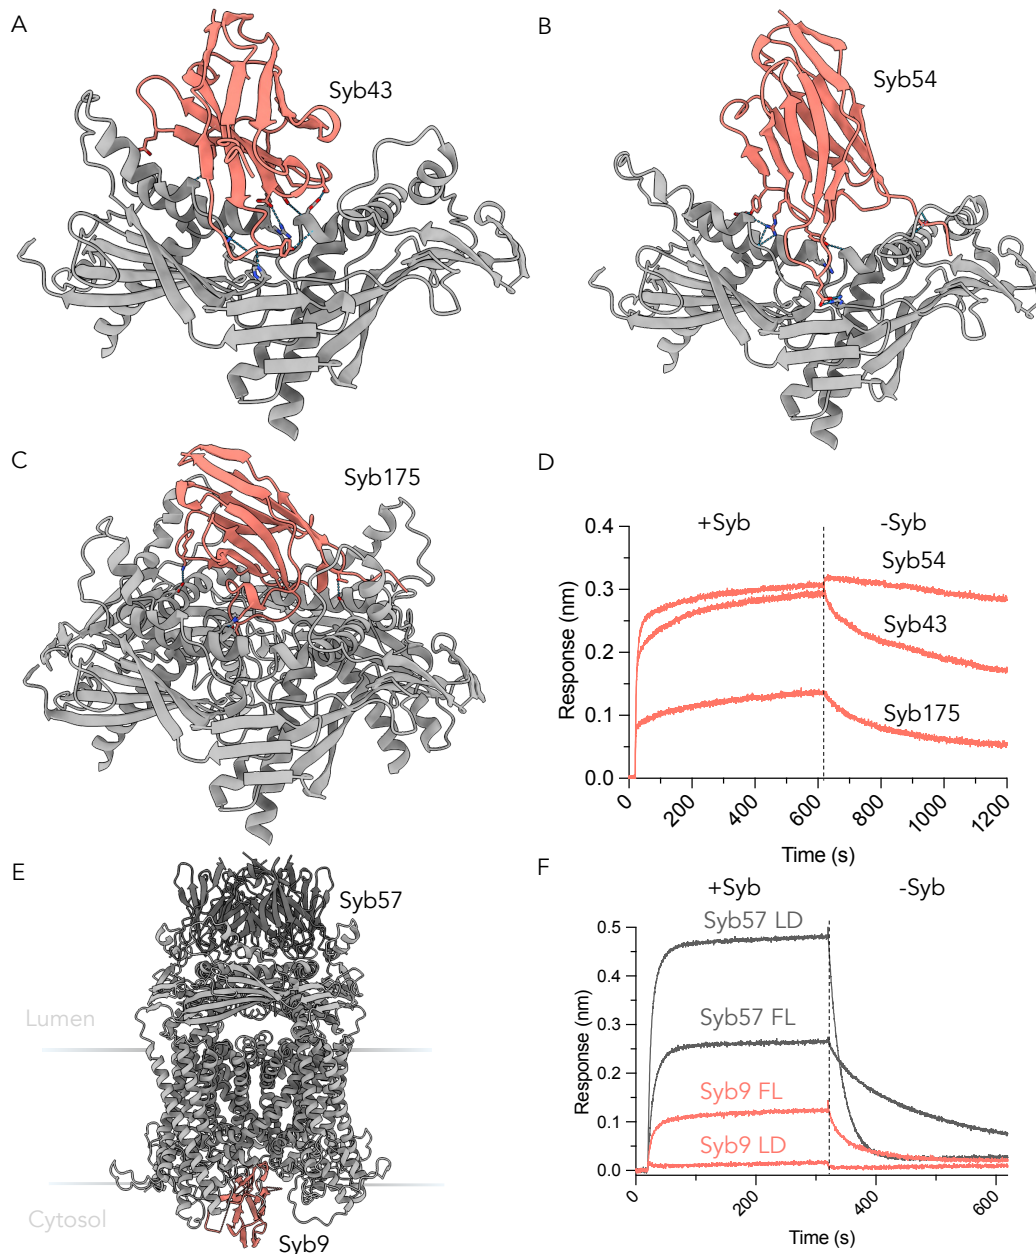 A
Syb43
B
Syb54
C
Syb175
D
+Syb
-Syb
Syb54
Syb43
Syb175
Response (nm)
0.4
0.3
0.2
0.1
0.0
0
200
400
600
800
1000
1200
Time (s)
E
Syb57
Lumen
Cytosol
Syb9
F
+Syb
-Syb
Syb57 LD
Syb57 FL
Syb9 FL
Syb9 LD
Response (nm)
0.5
0.4
0.3
0.2
0.1
0.0
0
200
400
600
Time (s)